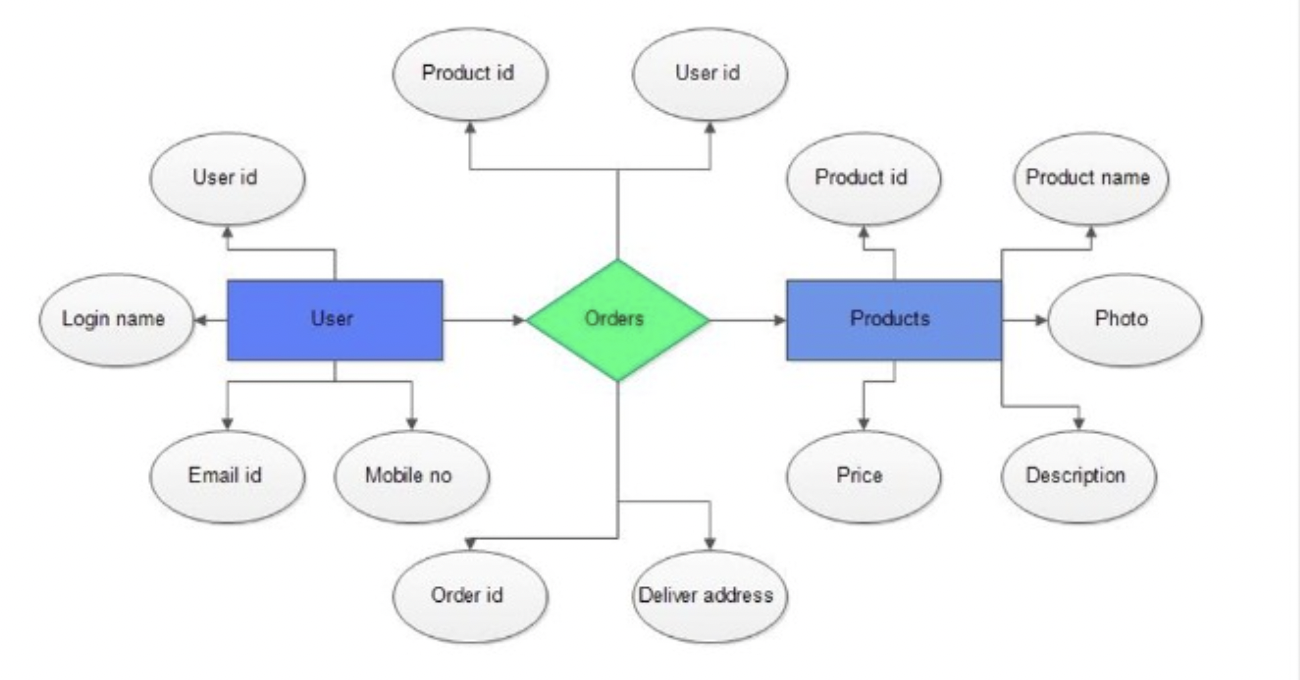 Product id
User id
User id
Product id
Product name
Login name
User
Orders
Products
Photo
Email id
Mobile no
Price
Description
Order id
Deliver address